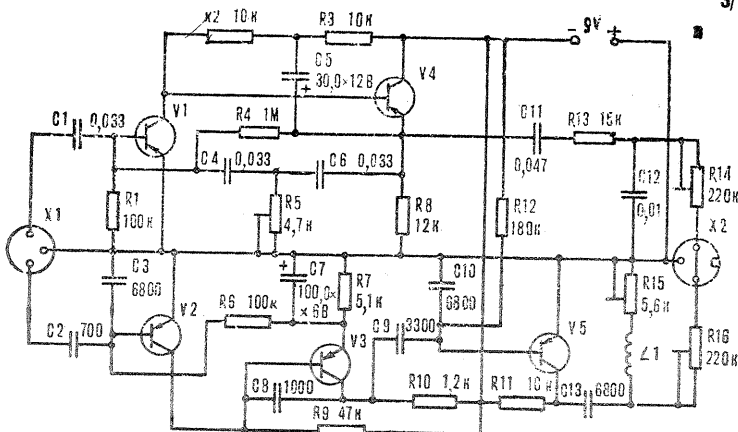 R2 10к
R3 10к
- 9V +
C5
30,0×12В
+
V4
V1
C1
0,033
R4 1М
C11
R13 15к
C4 0,033
C6 0,033
0,047
R14
220к
C12
0,01
R1
100к
R5
4,7к
R8
12к
R12
180к
X1
X2
C3
6800
+
C7
100,0×
×6В
R7
5,1к
C10
6800
R15
5,6к
V2
R6 100к
C2
700
C9 3300
V5
L1
R16
220к
V3
C8 1000
R10 1,2к
R11 10к
C13 6800
R9 47к